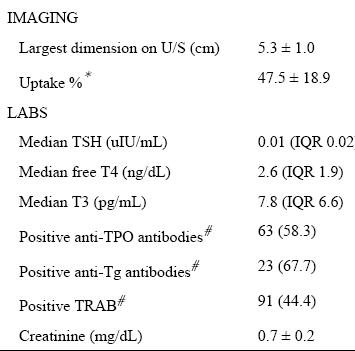 IMAGING
Largest dimension on U/S (cm) 5.3 ± 1.0
Uptake %* 47.5 ± 18.9
LABS
Median TSH (uIU/mL) 0.01 (IQR 0.02
Median free T4 (ng/dL) 2.6 (IQR 1.9)
Median T3 (pg/mL) 7.8 (IQR 6.6)
Positive anti-TPO antibodies# 63 (58.3)
Positive anti-Tg antibodies# 23 (67.7)
Positive TRAB# 91 (44.4)
Creatinine (mg/dL) 0.7 ± 0.2